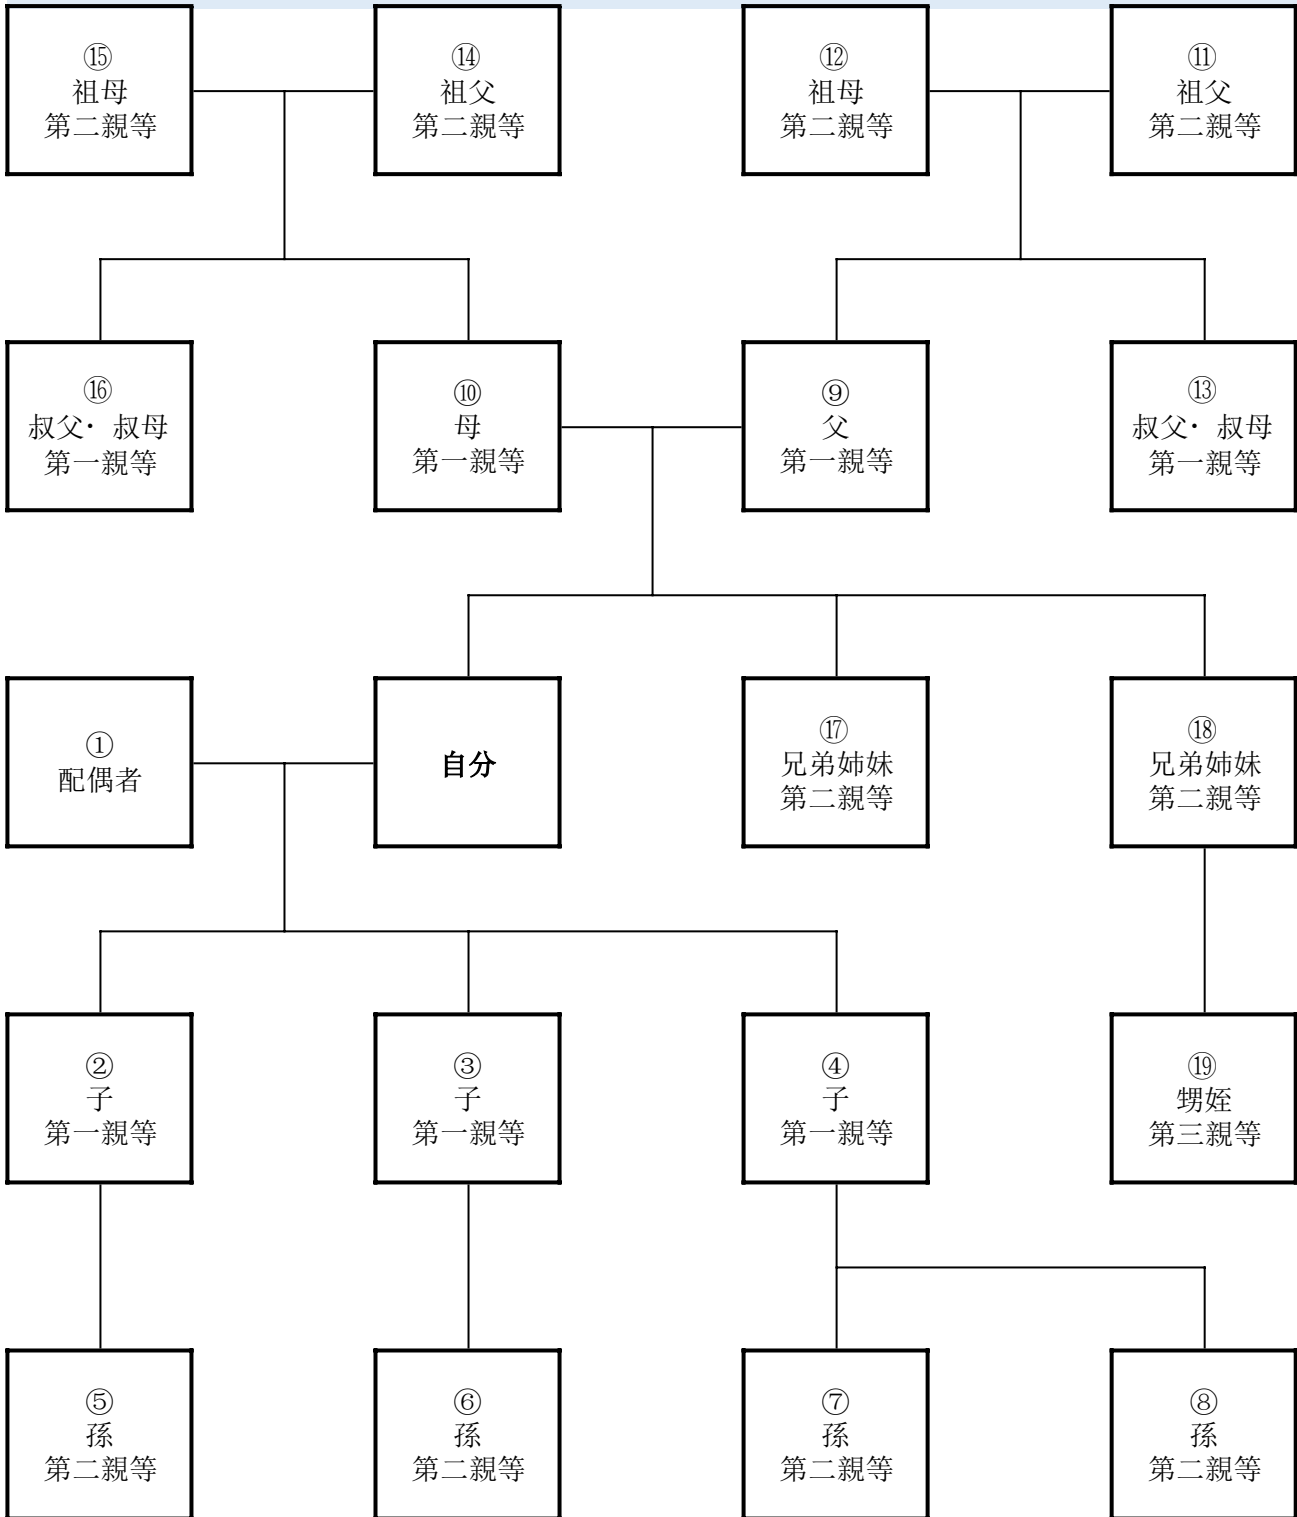 ⑮
祖母
第二親等
⑭
祖父
第二親等
⑫
祖母
第二親等
⑪
祖父
第二親等
⑯
叔父・ 叔母
第一親等
⑩
母
第一親等
⑨
父
第一親等
⑬
叔父・ 叔母
第一親等
①
配偶者
自分
⑰
兄弟姉妹
第二親等
⑱
兄弟姉妹
第二親等
②
子
第一親等
③
子
第一親等
④
子
第一親等
⑲
甥姪
第三親等
⑤
孫
第二親等
⑥
孫
第二親等
⑦
孫
第二親等
⑧
孫
第二親等